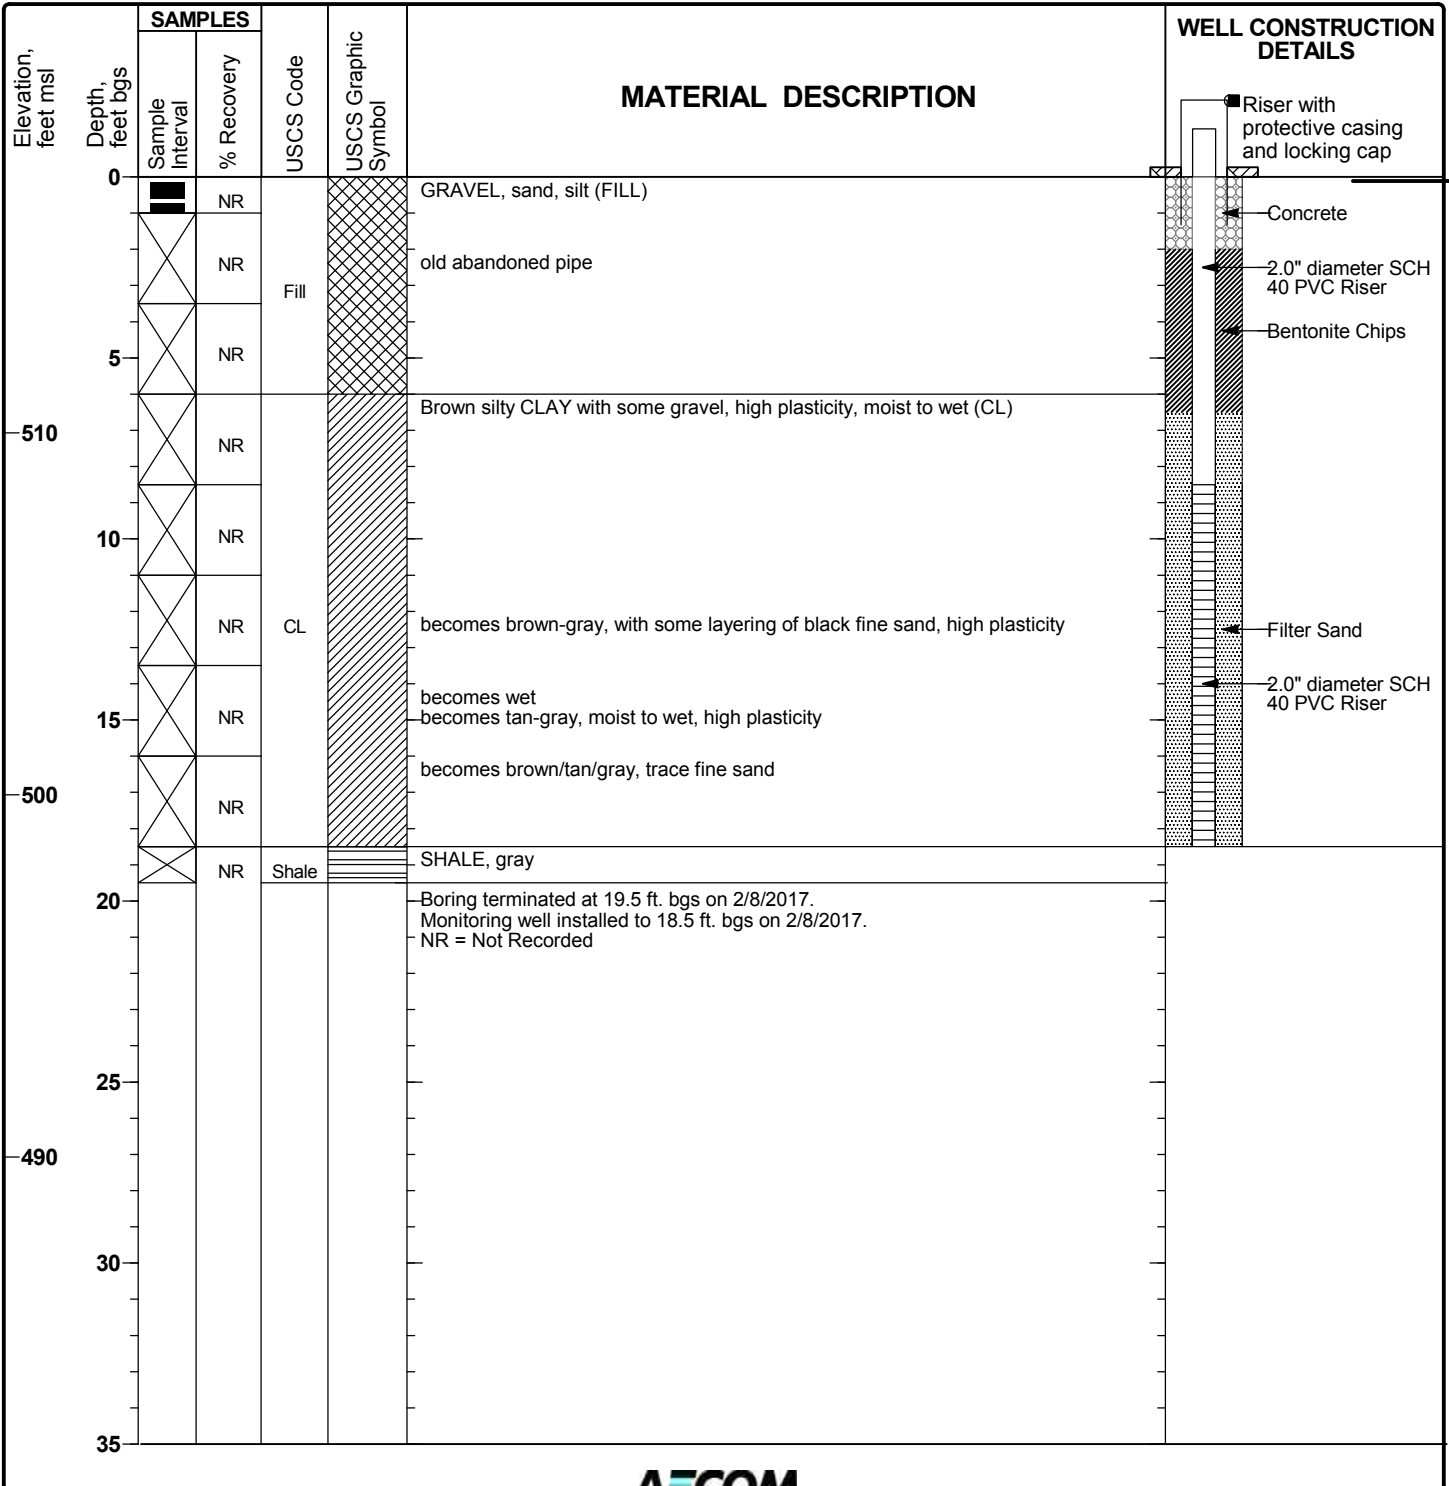 SAMPLES
Elevation,
feet msl
Depth,
feet bgs
Sample
Interval
% Recovery
USCS Code
USCS Graphic
Symbol
MATERIAL DESCRIPTION
WELL CONSTRUCTION
DETAILS
Riser with
protective casing
and locking cap
0
NR
GRAVEL, sand, silt (FILL)
Concrete
NR
old abandoned pipe
2.0" diameter SCH
40 PVC Riser
Fill
Bentonite Chips
5
NR
Brown silty CLAY with some gravel, high plasticity, moist to wet (CL)
510
NR
10
NR
NR
CL
becomes brown-gray, with some layering of black fine sand, high plasticity
Filter Sand
2.0" diameter SCH
40 PVC Riser
becomes wet
15
NR
becomes tan-gray, moist to wet, high plasticity
becomes brown/tan/gray, trace fine sand
500
NR
SHALE, gray
NR
Shale
20
Boring terminated at 19.5 ft. bgs on 2/8/2017.
Monitoring well installed to 18.5 ft. bgs on 2/8/2017.
NR = Not Recorded
25
490
30
35
AECOM